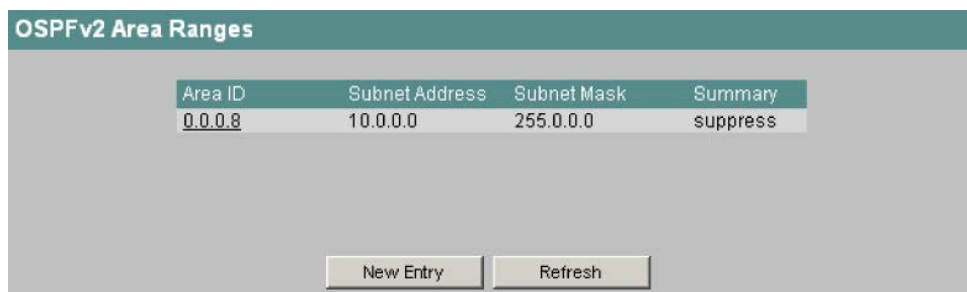 OSPFv2 Area Ranges
Area ID Subnet Address Subnet Mask Summary
0.0.0.8 10.0.0.0 255.0.0.0 suppress
New Entry Refresh